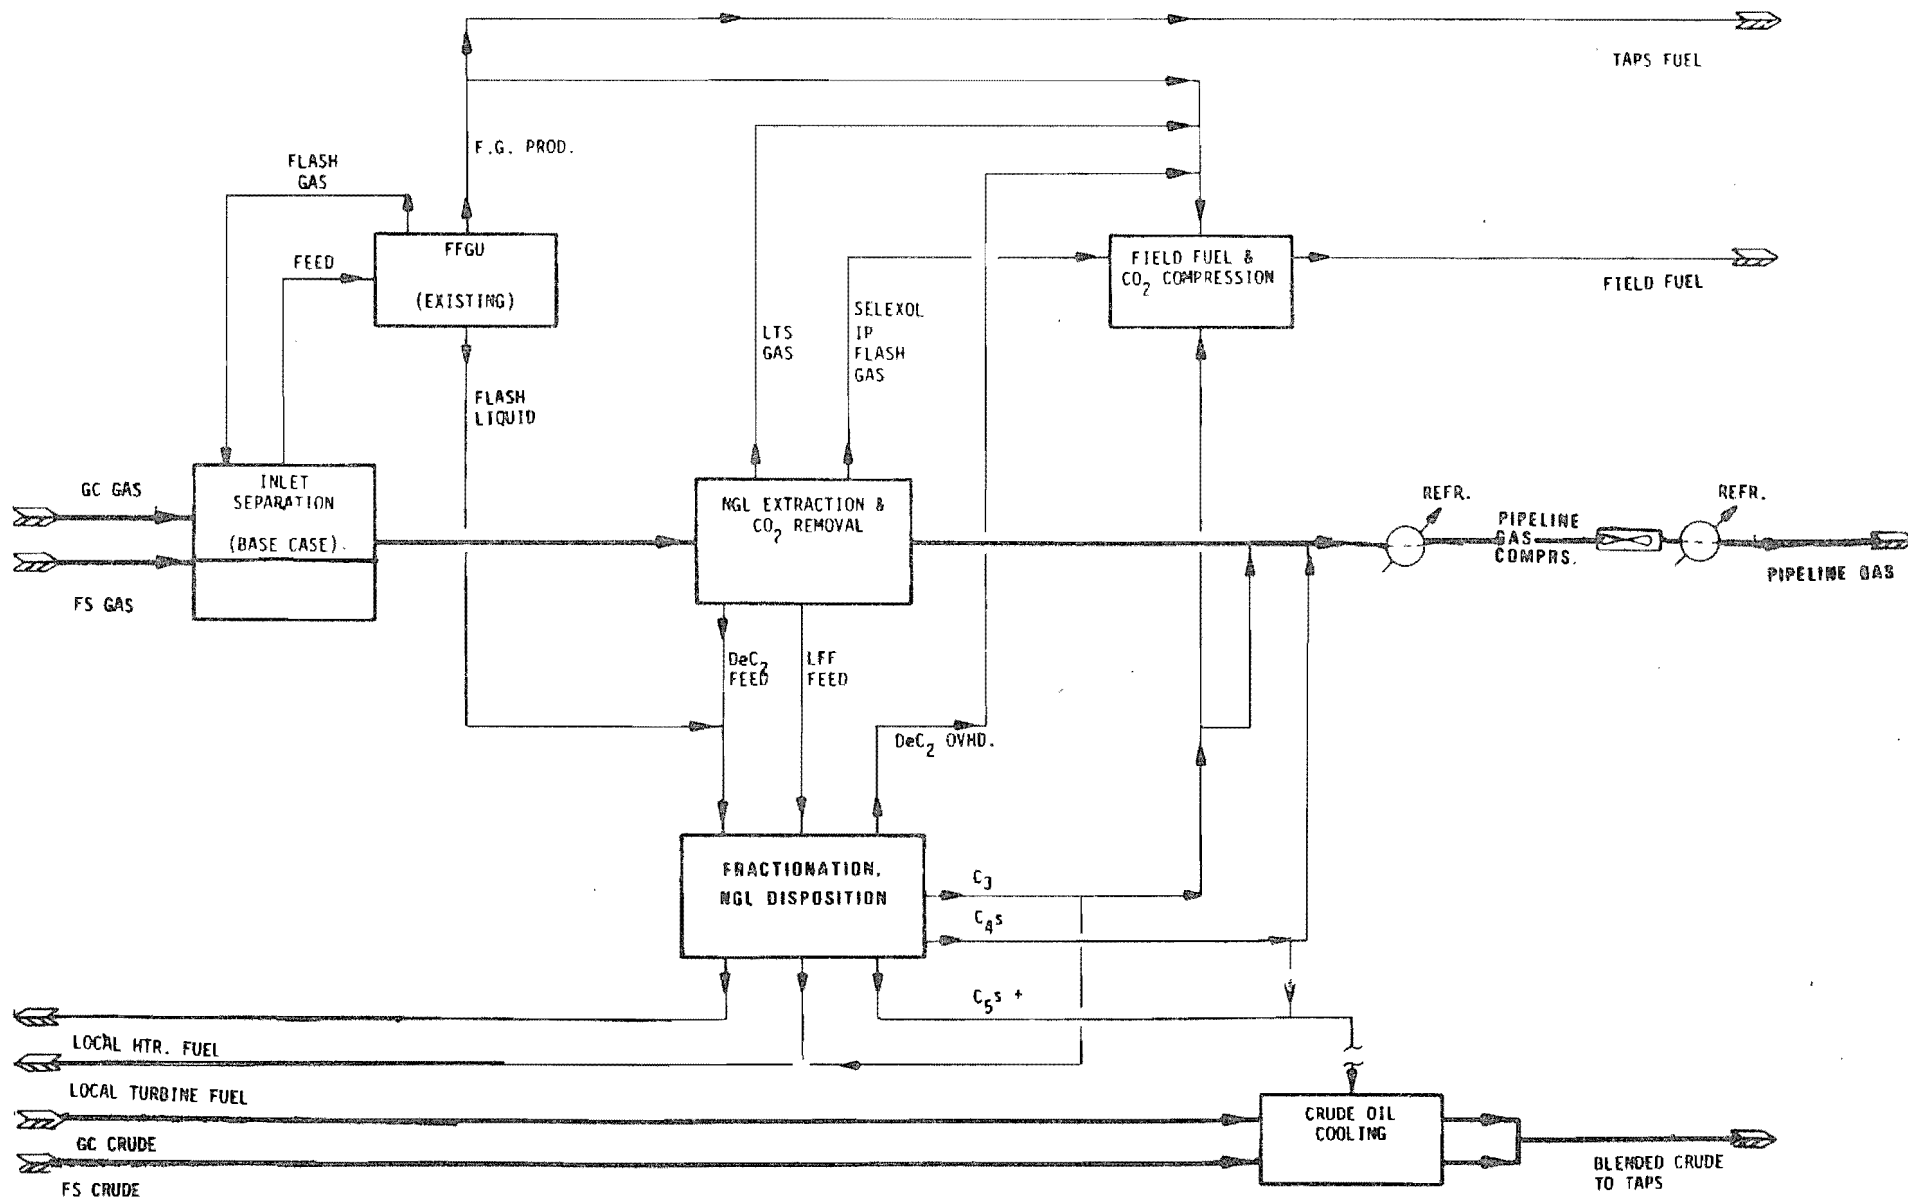 TAPS FUEL
F.G. PROD.
FLASH
GAS
FFGU
(EXISTING)
FEED
FIELD FUEL &
CO2 COMPRESSION
FIELD FUEL
LTS
GAS
SELEXOL
IP
FLASH
GAS
FLASH
LIQUID
GC GAS
INLET
SEPARATION
(BASE CASE).
FS GAS
NGL EXTRACTION &
CO2 REMOVAL
REFR.
PIPELINE
GAS
COMPRS.
REFR.
PIPELINE GAS
DeC2
FEED
LFF
FEED
DeC2 OVHD.
FRACTIONATION,
NGL DISPOSITION
C3
C4s
C5s +
LOCAL HTR. FUEL
LOCAL TURBINE FUEL
GC CRUDE
FS CRUDE
CRUDE OIL
COOLING
BLENDED CRUDE
TO TAPS